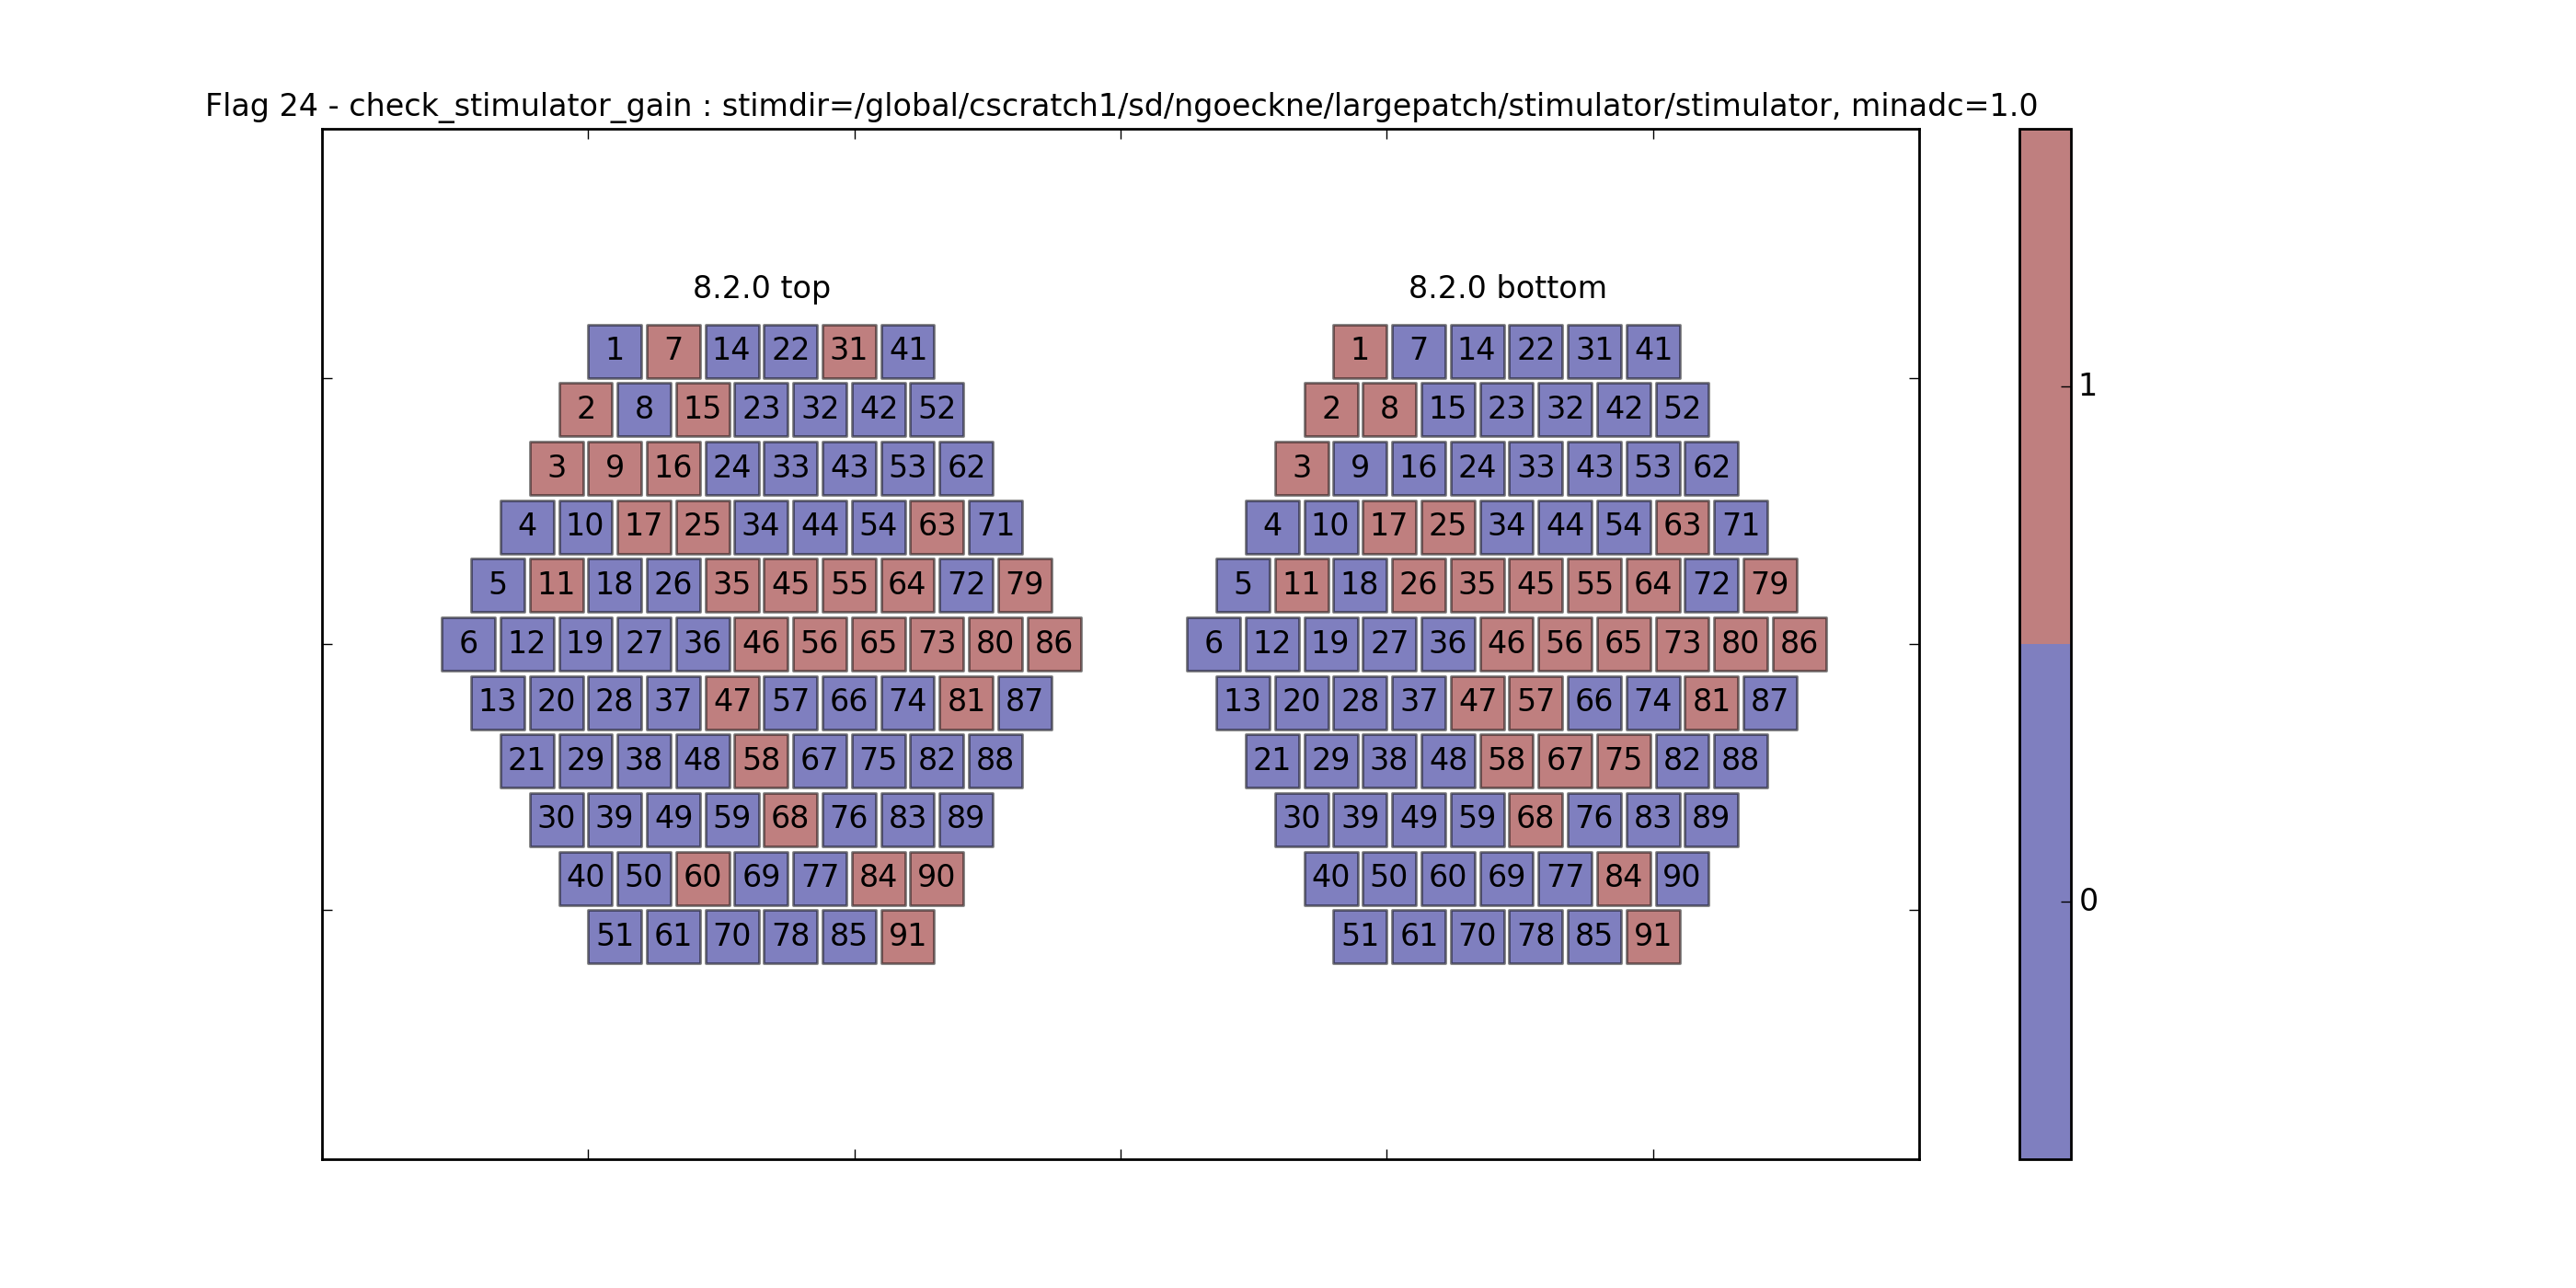 Flag 24 - check_stimulator_gain : stimdir=/global/cscratch1/sd/ngoeckne/largepatch/stimulator/stimulator, minadc=1.0
8.2.0 top
1 7 14 22 31 41
2 8 15 23 32 42 52
3 9 16 24 33 43 53 62
4 10 17 25 34 44 54 63 71
5 11 18 26 35 45 55 64 72 79
6 12 19 27 36 46 56 65 73 80 86
13 20 28 37 47 57 66 74 81 87
21 29 38 48 58 67 75 82 88
30 39 49 59 68 76 83 89
40 50 60 69 77 84 90
51 61 70 78 85 91
8.2.0 bottom
1 7 14 22 31 41
2 8 15 23 32 42 52
3 9 16 24 33 43 53 62
4 10 17 25 34 44 54 63 71
5 11 18 26 35 45 55 64 72 79
6 12 19 27 36 46 56 65 73 80 86
13 20 28 37 47 57 66 74 81 87
21 29 38 48 58 67 75 82 88
30 39 49 59 68 76 83 89
40 50 60 69 77 84 90
51 61 70 78 85 91
1
0